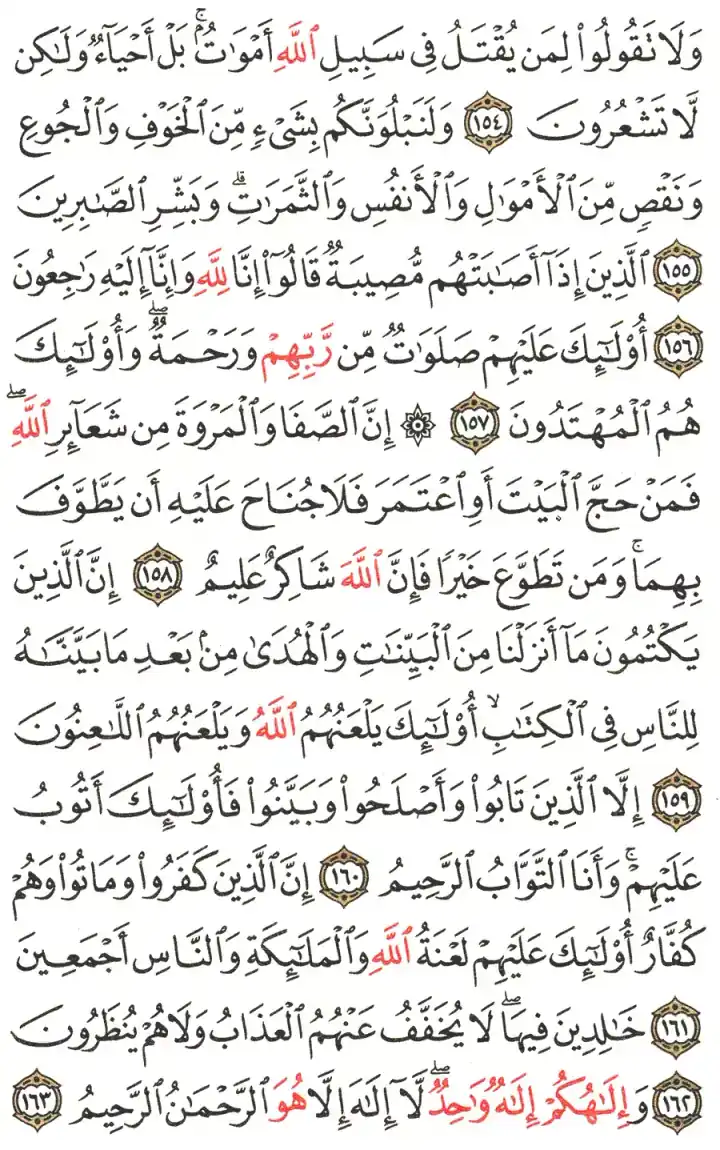 وَلَا تَقُولُوا۟ لِمَن يُقْتَلُ فِى سَبِيلِ ٱللَّهِ أَمْوَٰتٌۢ ۚ بَلْ أَحْيَآءٌ وَلَـٰكِن
لَّا تَشْعُرُونَ ١٥٤ وَلَنَبْلُوَنَّكُم بِشَىْءٍ مِّنَ ٱلْخَوْفِ وَٱلْجُوعِ
وَنَقْصٍ مِّنَ ٱلْأَمْوَٰلِ وَٱلْأَنفُسِ وَٱلثَّمَرَٰتِ ۗ وَبَشِّرِ ٱلصَّـٰبِرِينَ
١٥٥ ٱلَّذِينَ إِذَآ أَصَـٰبَتْهُم مُّصِيبَةٌ قَالُوٓا۟ إِنَّا لِلَّهِ وَإِنَّآ إِلَيْهِ رَٰجِعُونَ
١٥٦ أُو۟لَـٰٓئِكَ عَلَيْهِمْ صَلَوَٰتٌ مِّن رَّبِّهِمْ وَرَحْمَةٌ ۖ وَأُو۟لَـٰٓئِكَ
هُمُ ٱلْمُهْتَدُونَ ١٥٧ ۞ إِنَّ ٱلصَّفَا وَٱلْمَرْوَةَ مِن شَعَآئِرِ ٱللَّهِ ۖ
فَمَنْ حَجَّ ٱلْبَيْتَ أَوِ ٱعْتَمَرَ فَلَا جُنَاحَ عَلَيْهِ أَن يَطَّوَّفَ
بِهِمَا ۚ وَمَن تَطَوَّعَ خَيْرًا فَإِنَّ ٱللَّهَ شَاكِرٌ عَلِيمٌ ١٥٨ إِنَّ ٱلَّذِينَ
يَكْتُمُونَ مَآ أَنزَلْنَا مِنَ ٱلْبَيِّنَـٰتِ وَٱلْهُدَىٰ مِنۢ بَعْدِ مَا بَيَّنَّـٰهُ
لِلنَّاسِ فِى ٱلْكِتَـٰبِ ۙ أُو۟لَـٰٓئِكَ يَلْعَنُهُمُ ٱللَّهُ وَيَلْعَنُهُمُ ٱللَّـٰعِنُونَ
١٥٩ إِلَّا ٱلَّذِينَ تَابُوا۟ وَأَصْلَحُوا۟ وَبَيَّنُوا۟ فَأُو۟لَـٰٓئِكَ أَتُوبُ
عَلَيْهِمْ ۚ وَأَنَا ٱلتَّوَّابُ ٱلرَّحِيمُ ١٦٠ إِنَّ ٱلَّذِينَ كَفَرُوا۟ وَمَاتُوا۟ وَهُمْ
كُفَّارٌ أُو۟لَـٰٓئِكَ عَلَيْهِمْ لَعْنَةُ ٱللَّهِ وَٱلْمَلَـٰٓئِكَةِ وَٱلنَّاسِ أَجْمَعِينَ
١٦١ خَـٰلِدِينَ فِيهَا ۖ لَا يُخَفَّفُ عَنْهُمُ ٱلْعَذَابُ وَلَا هُمْ يُنظَرُونَ
١٦٢ وَإِلَـٰهُكُمْ إِلَـٰهٌ وَٰحِدٌ ۖ لَّآ إِلَـٰهَ إِلَّا هُوَ ٱلرَّحْمَـٰنُ ٱلرَّحِيمُ ١٦٣